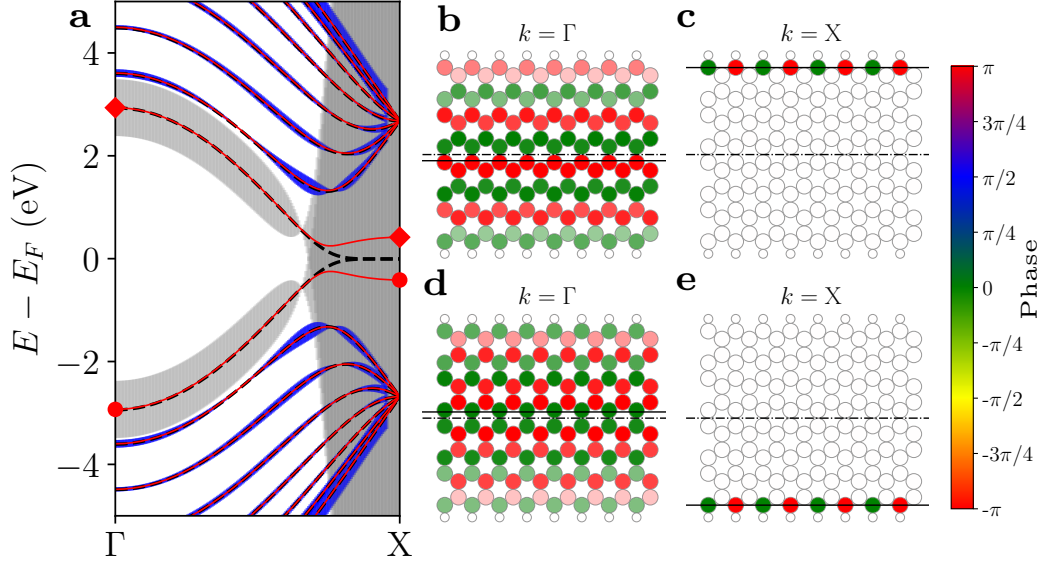 a
b
c
d
e
k = Γ
k = X
k = Γ
k = X
E − E_F (eV)
4
2
0
−2
−4
Γ
X
π
3π/4
π/2
π/4
0
-π/4
-π/2
-3π/4
-π
Phase